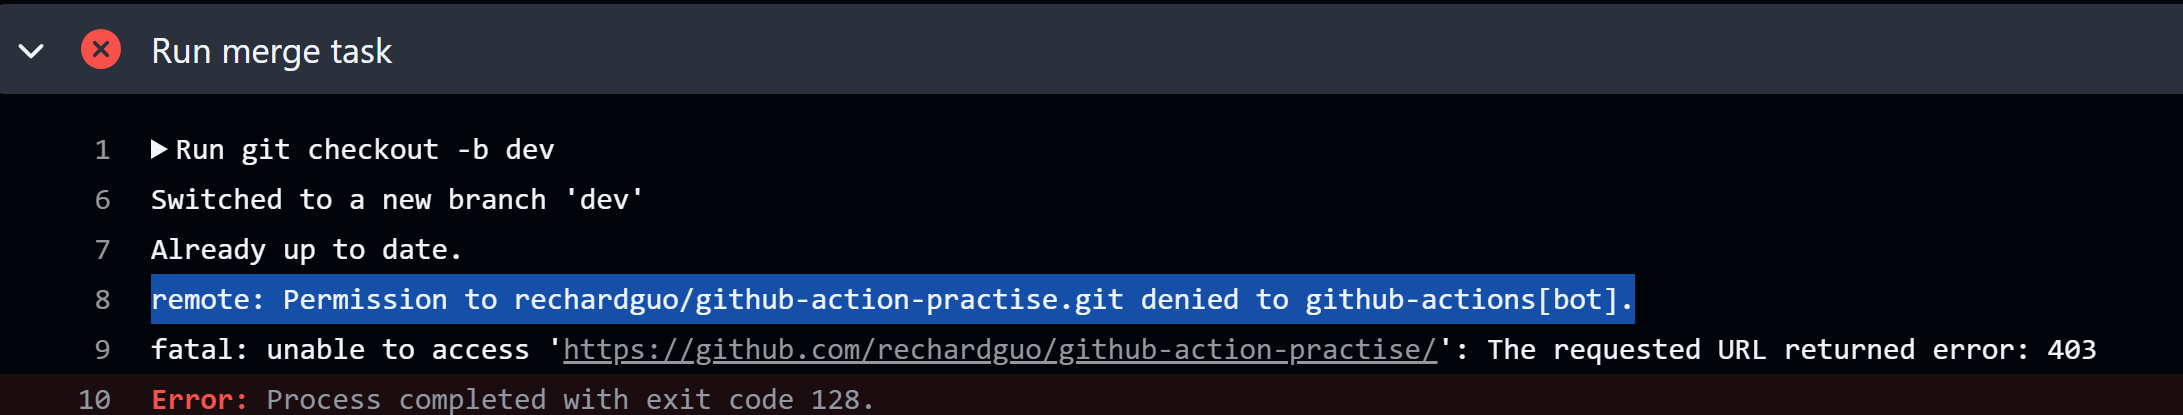 Run merge task
1 ▶Run git checkout -b dev
6 Switched to a new branch 'dev'
7 Already up to date.
8 remote: Permission to rechardguo/github-action-practise.git denied to github-actions[bot].
9 fatal: unable to access 'https://github.com/rechardguo/github-action-practise/': The requested URL returned error: 403
10 Error: Process completed with exit code 128.